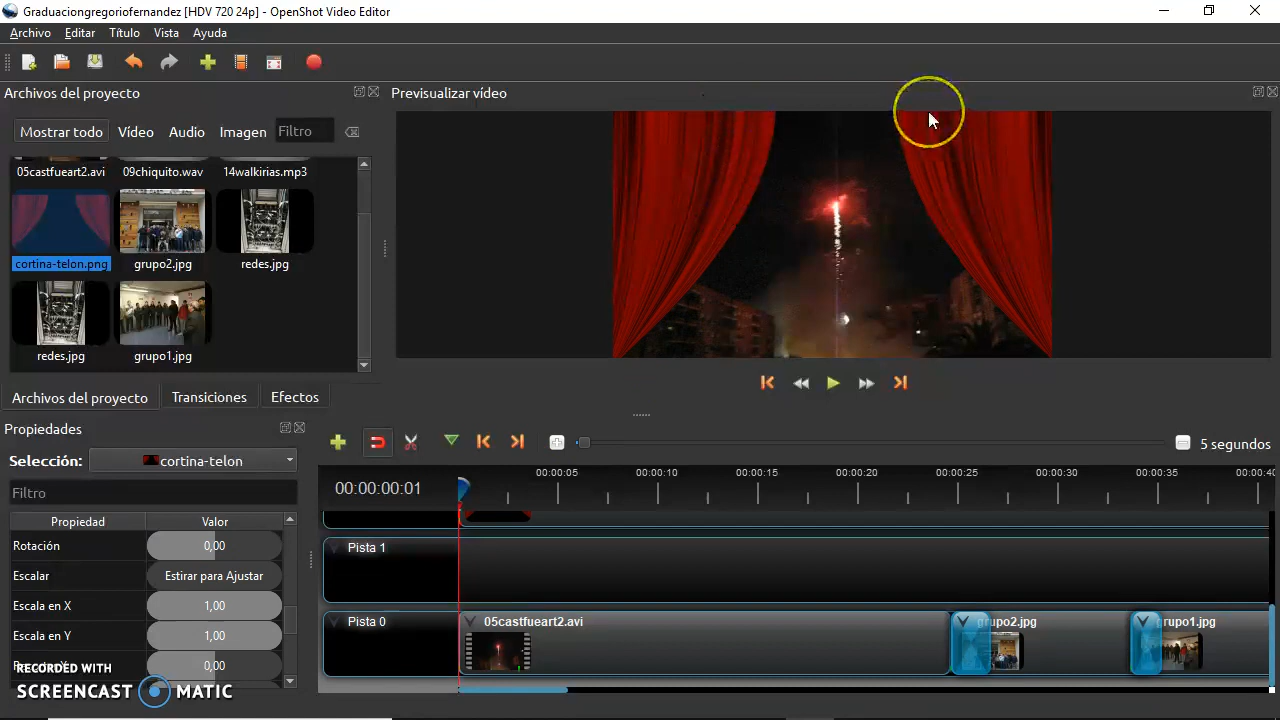 Graduaciongregoriofernandez [HDV 720 24p] - OpenShot Video Editor
Archivo Editar Título Vista Ayuda
Archivos del proyecto
Previsualizar vídeo
Mostrar todo Vídeo Audio Imagen Filtro
05castfueart2.avi 09chiquito.wav 14walkirias.mp3
cortina-telon.png grupo2.jpg redes.jpg
redes.jpg grupo1.jpg
Archivos del proyecto Transiciones Efectos
Propiedades
Selección: cortina-telon
5 segundos
Filtro
00:00:00:01
00:00:05 00:00:10 00:00:15 00:00:20 00:00:25 00:00:30 00:00:35 00:00:40
Propiedad Valor
Rotación 0,00
Escalar Estirar para Ajustar
Escala en X 1,00
Escala en Y 1,00
0,00
Pista 1
Pista 0
05castfueart2.avi grupo2.jpg grupo1.jpg
RECORDED WITH
SCREENCAST MATIC